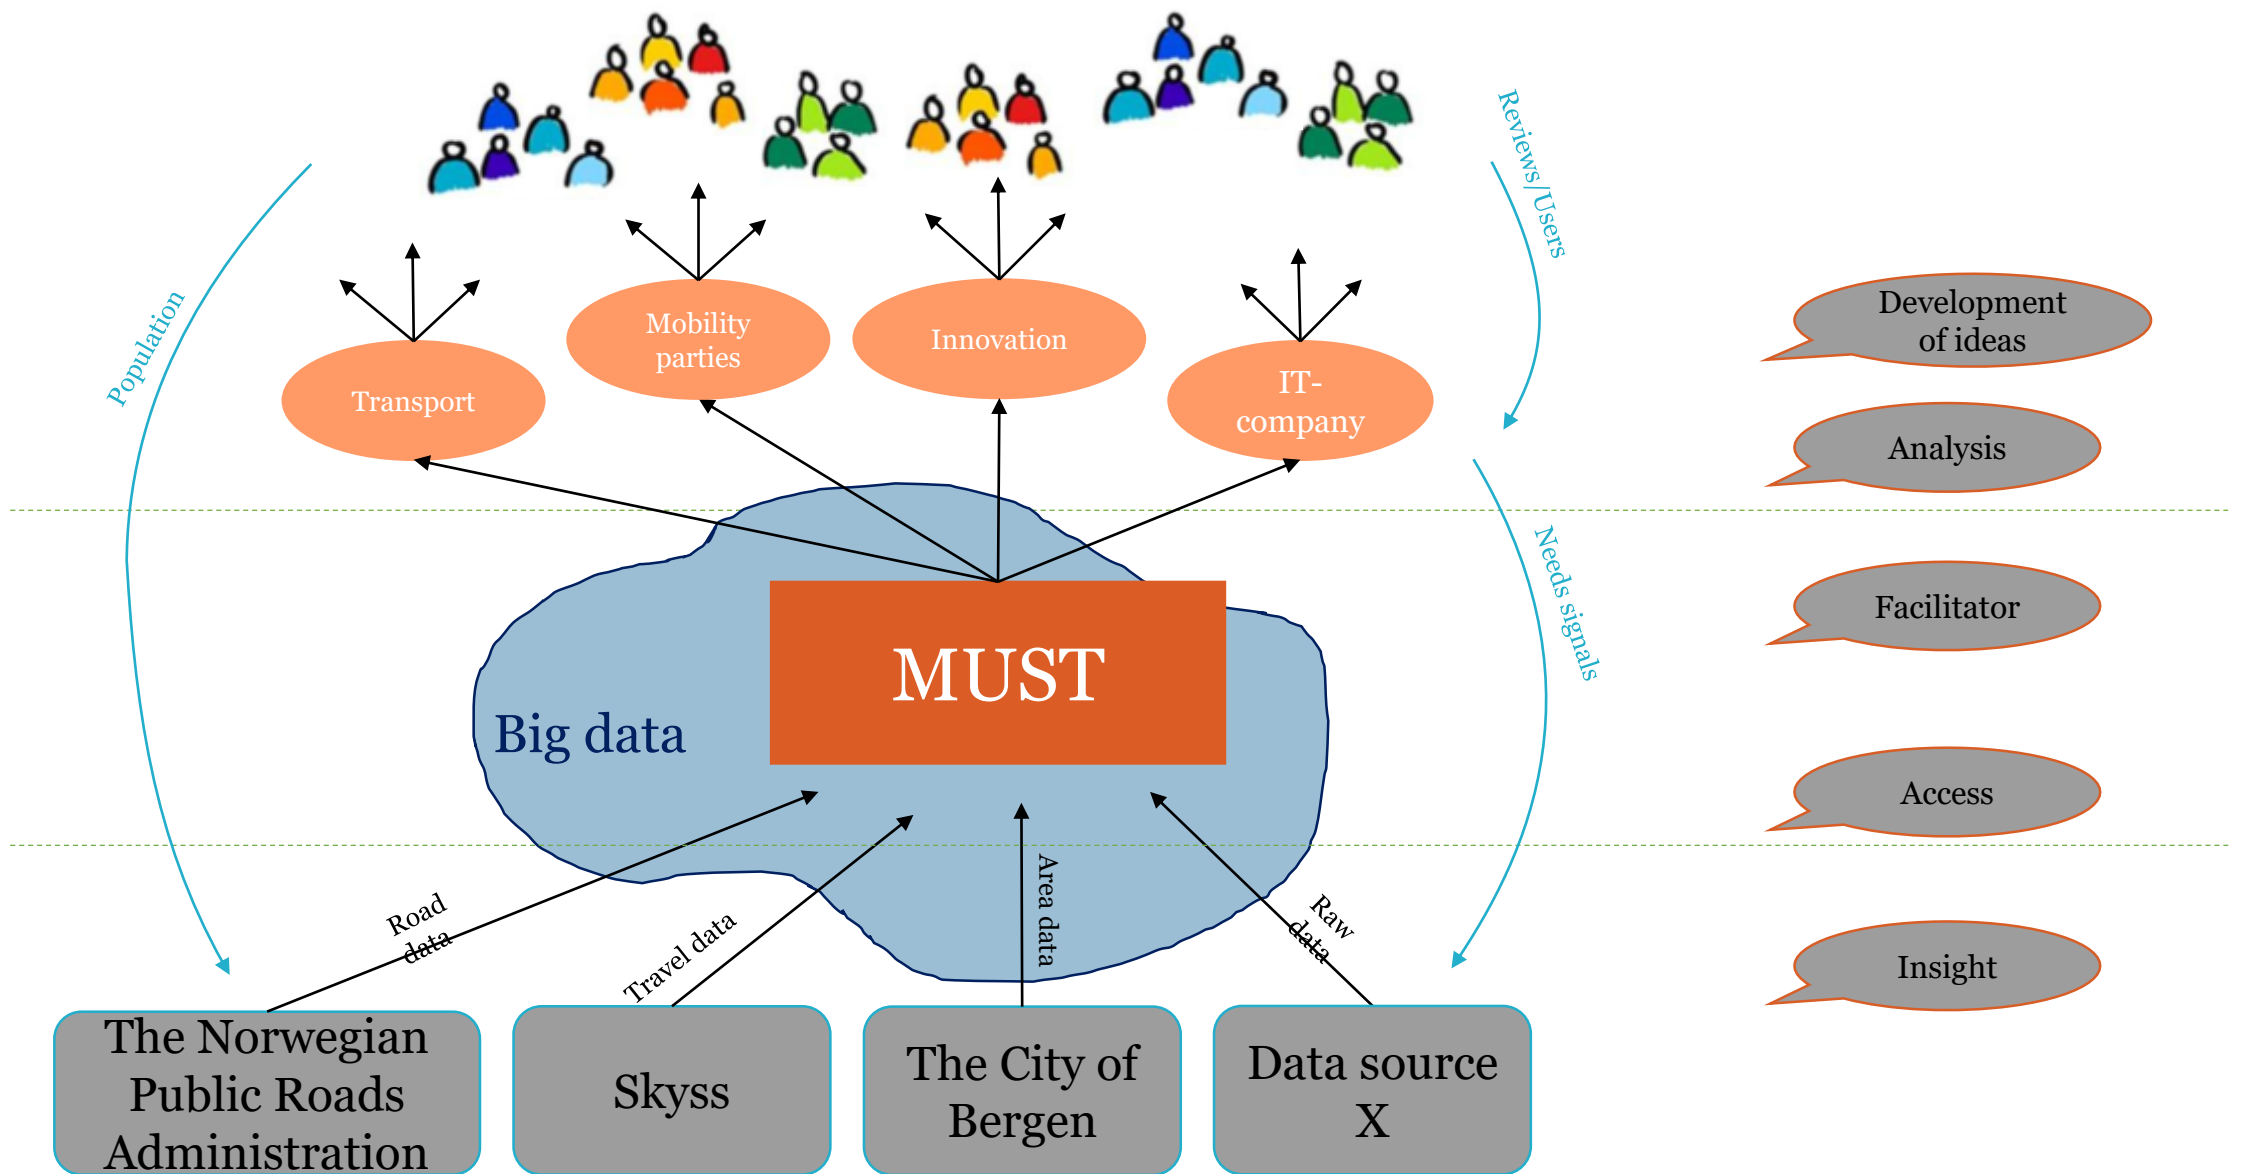 Reviews/Users
Population
Mobility
parties
Innovation
Transport
IT-
company
Development
of ideas
Analysis
Needs signals
Facilitator
MUST
Big data
Access
Road
data
Travel data
Area data
Raw
data
Insight
The Norwegian
Public Roads
Administration
Skyss
The City of
Bergen
Data source
X